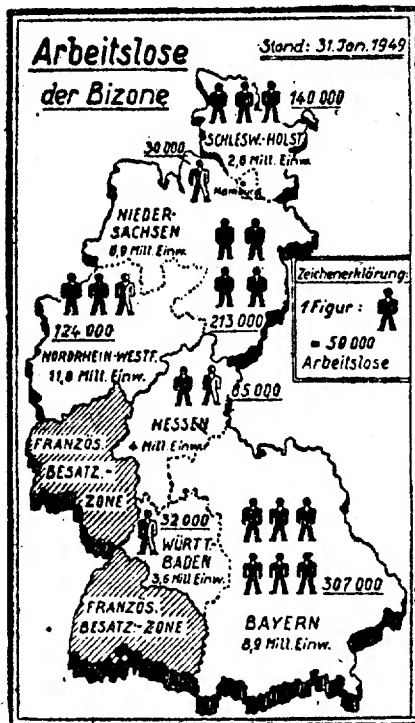 Arbeitslose
der Bizone
Stand: 31. Jan. 1949
140 000
SCHLESW.-HOLST.
2,6 Mill. Einw.
30 000
Hamburg
NIEDER-
SACHSEN
6,9 Mill. Einw.
213 000
124 000
NORDRHEIN-WESTF.
11,8 Mill. Einw.
Zeichenerklärung:
1 Figur:
= 50 000
Arbeitslose
65 000
HESSEN
4 Mill. Einw.
FRANZÖS.
BESATZ.-
ZONE
32 000
WÜRTT.-
BADEN
3,6 Mill Einw.
FRANZÖS.
BESATZ.-ZONE
307 000
BAYERN
8,9 Mill. Einw.